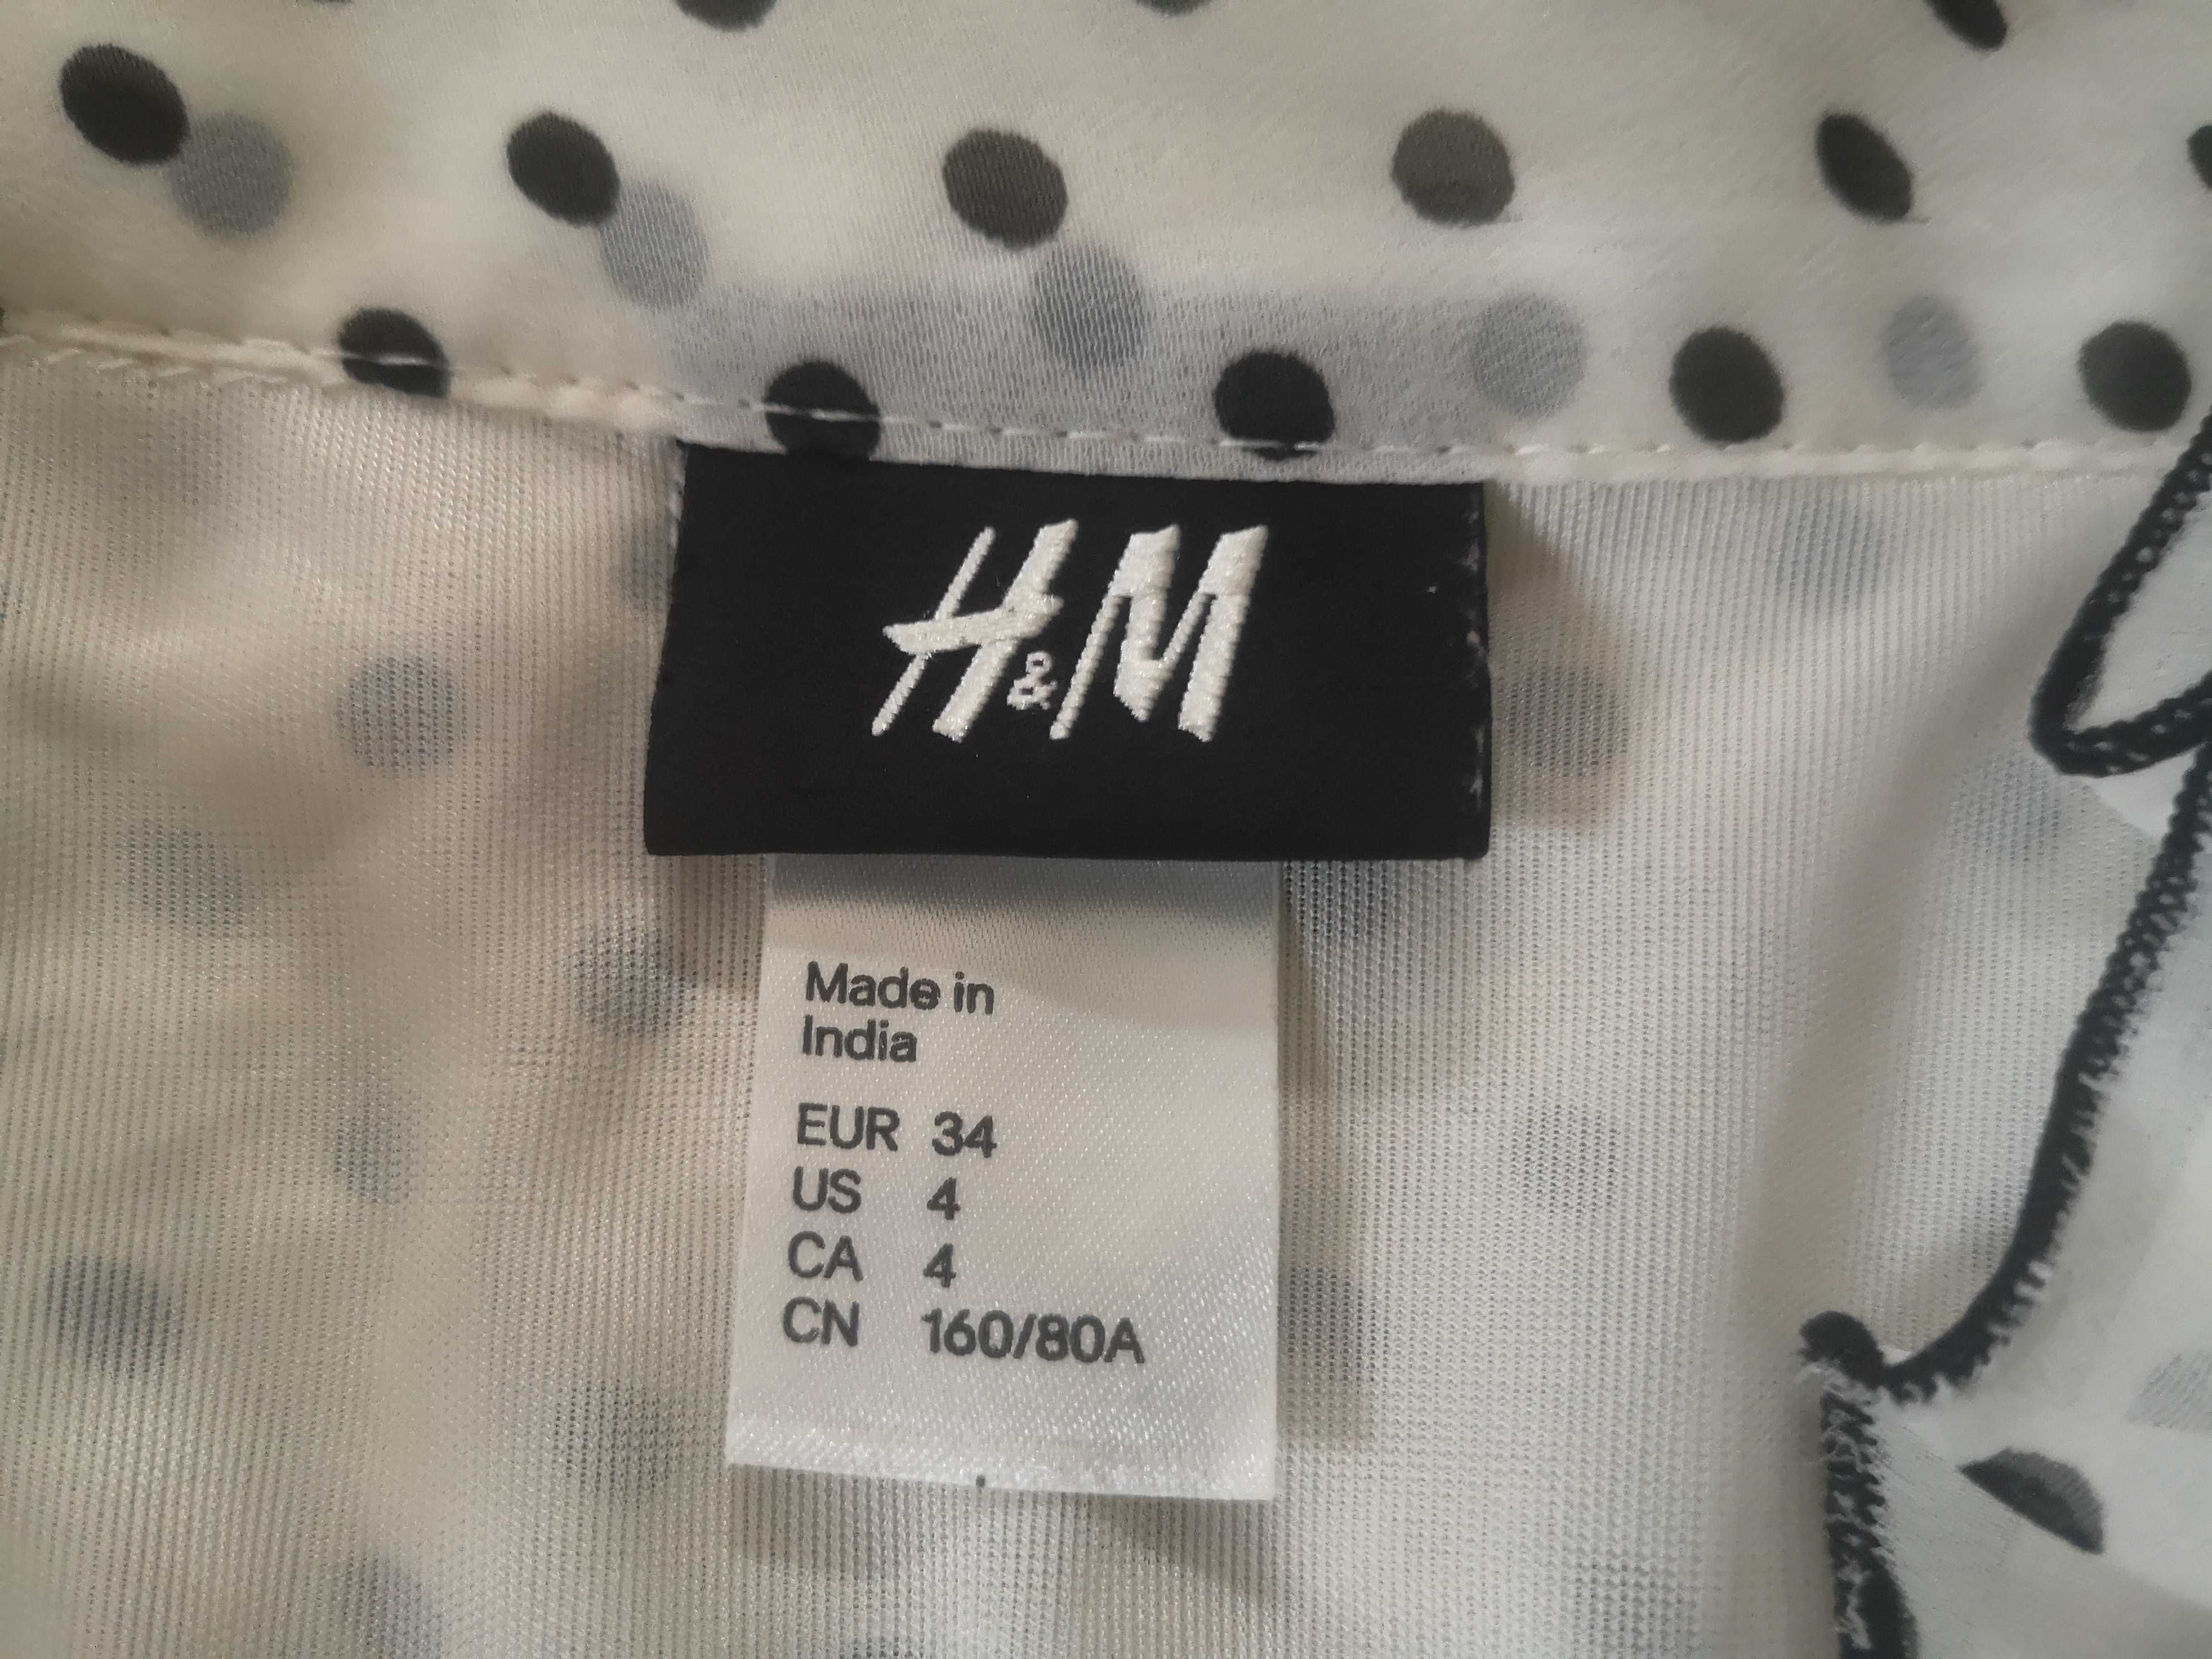 H&M
Made in
India
EUR 34
US 4
CA 4
CN 160/80A